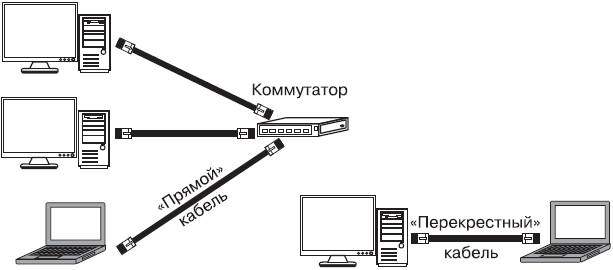 Коммутатор
«Прямой»
кабель
«Перекрестный»
кабель